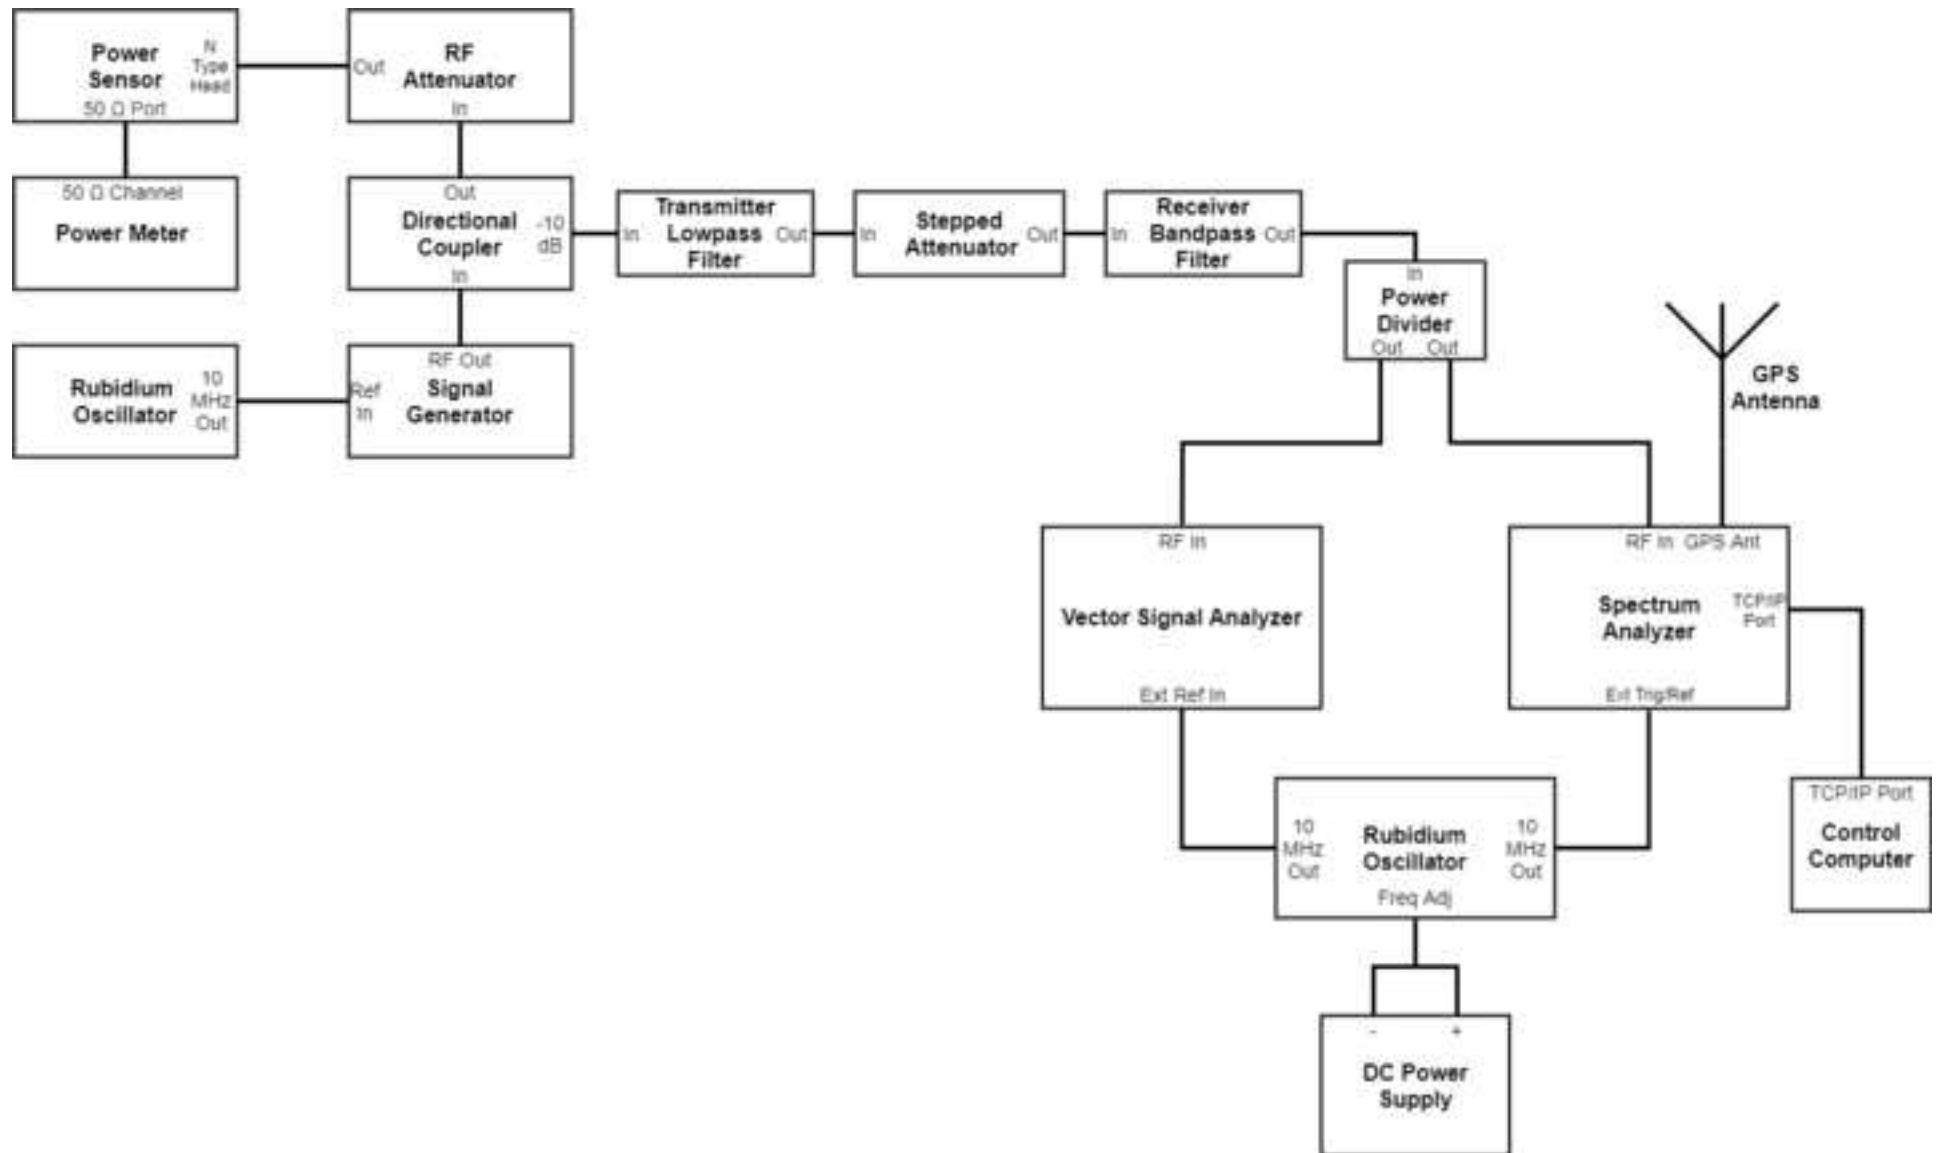 Power
Sensor
N
Type
Head
50 Ω Port
Out
RF
Attenuator
In
50 Ω Channel
Power Meter
Out
Directional
Coupler
-10
dB
In
In
Transmitter
Lowpass
Filter
Out
In
Stepped
Attenuator
Out
In
Receiver
Bandpass
Filter
Out
In
Power
Divider
Out Out
GPS
Antenna
Rubidium
Oscillator
10
MHz
Out
RF Out
Ref
In
Signal
Generator
RF In
Vector Signal Analyzer
Ext Ref In
RF In GPS Ant
Spectrum
Analyzer
TCP/IP
Port
Ext Trig/Ref
10
MHz
Out
Rubidium
Oscillator
10
MHz
Out
Freq Adj
TCP/IP Port
Control
Computer
- +
DC Power
Supply